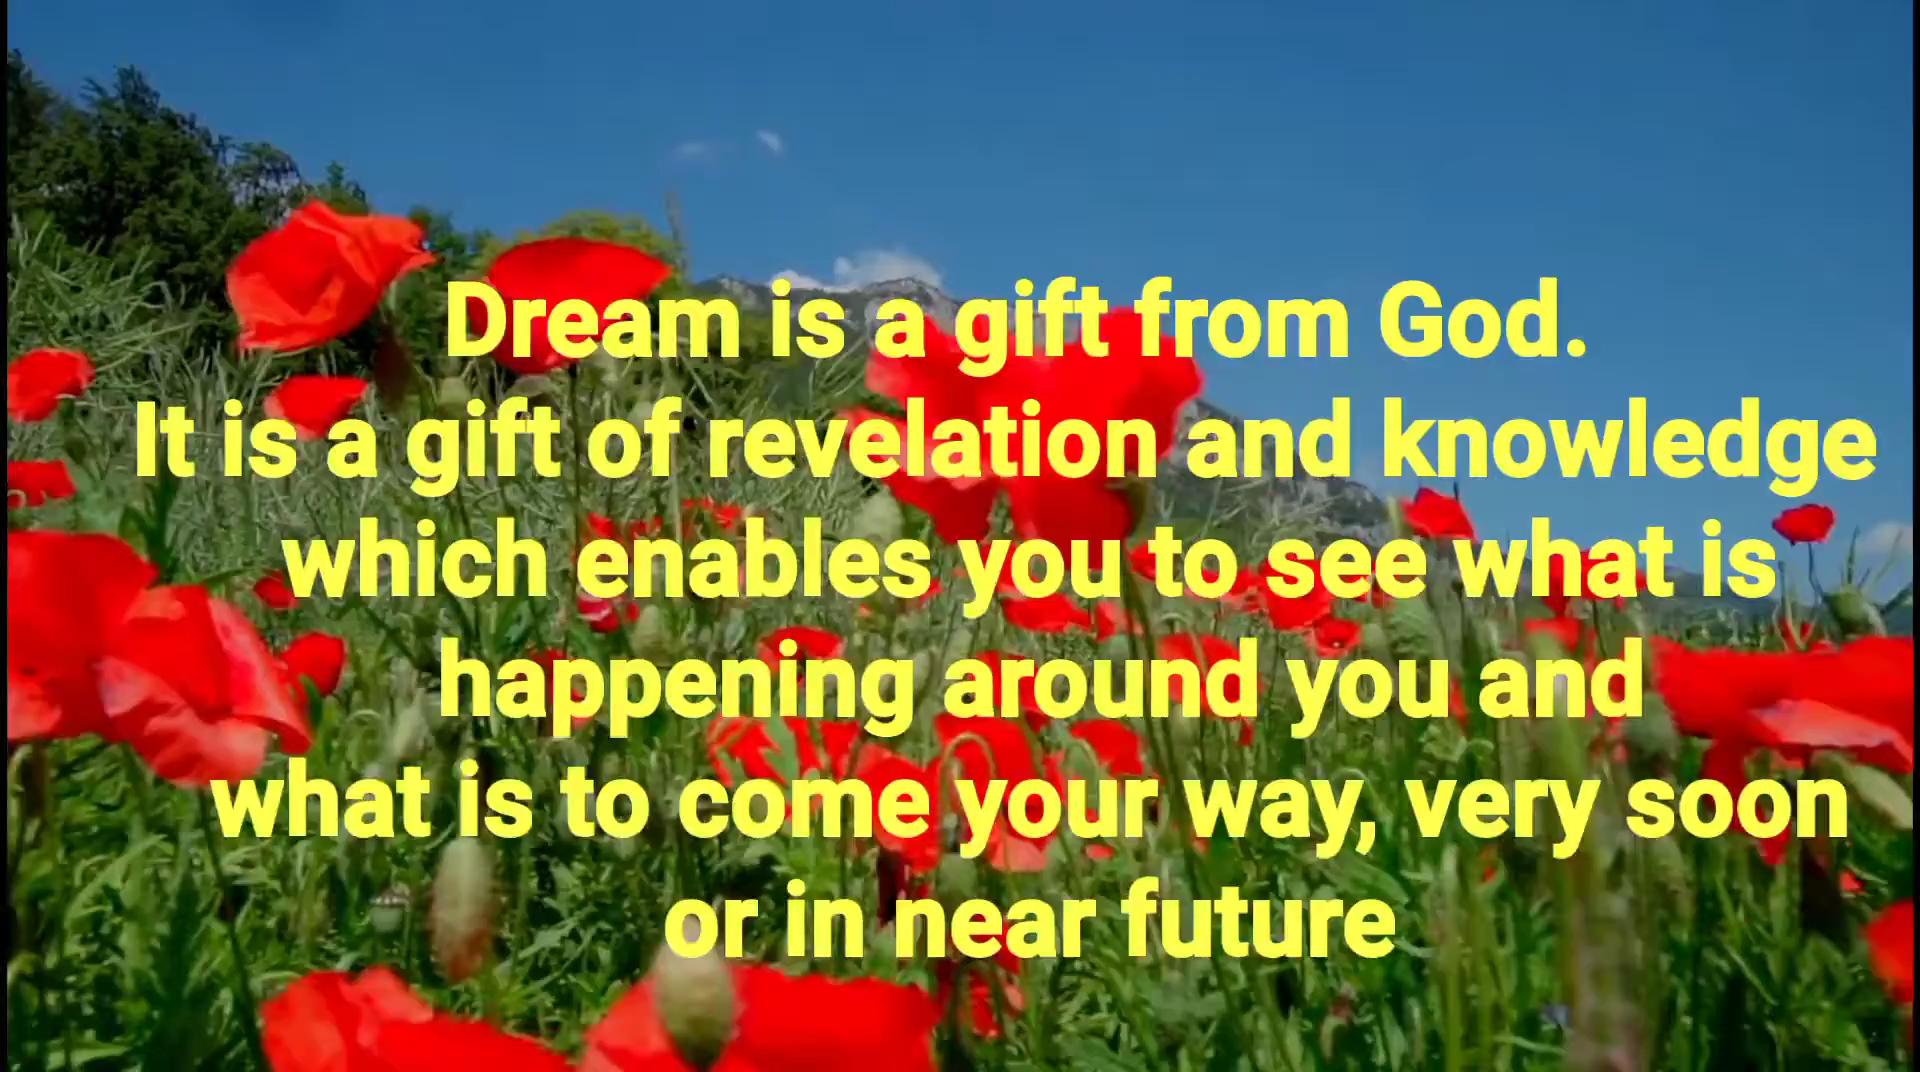 Dream is a gift from God.
It is a gift of revelation and knowledge
which enables you to see what is
happening around you and
what is to come your way, very soon
or in near future